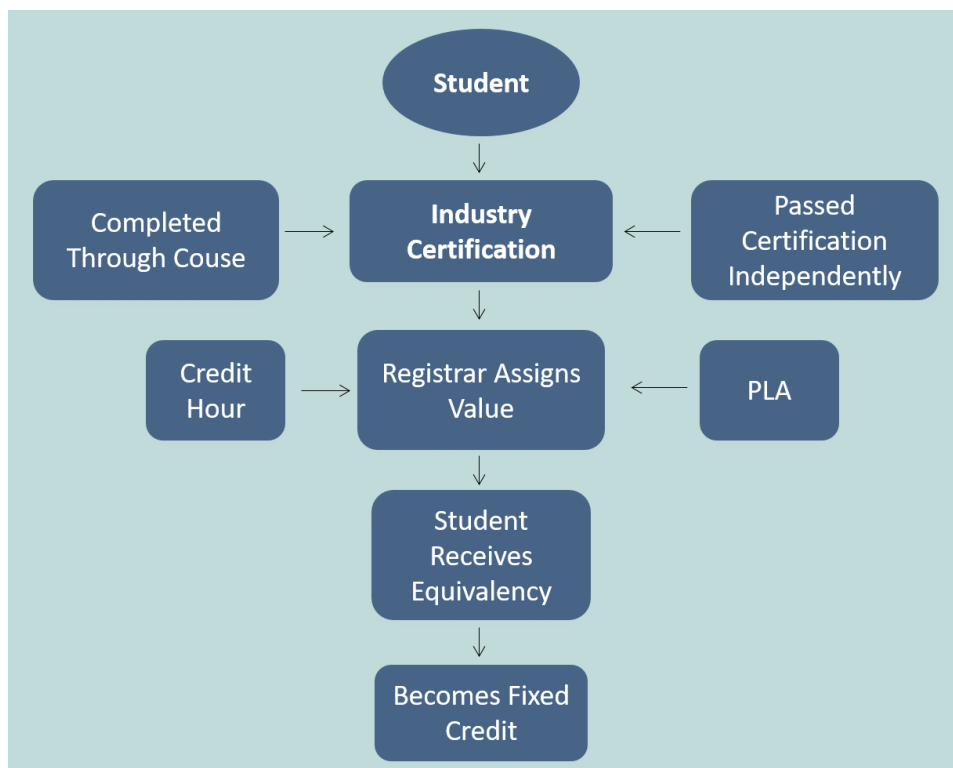 Student
Completed
Through Couse
Industry
Certification
Passed
Certification
Independently
Credit
Hour
Registrar Assigns
Value
PLA
Student
Receives
Equivalency
Becomes Fixed
Credit